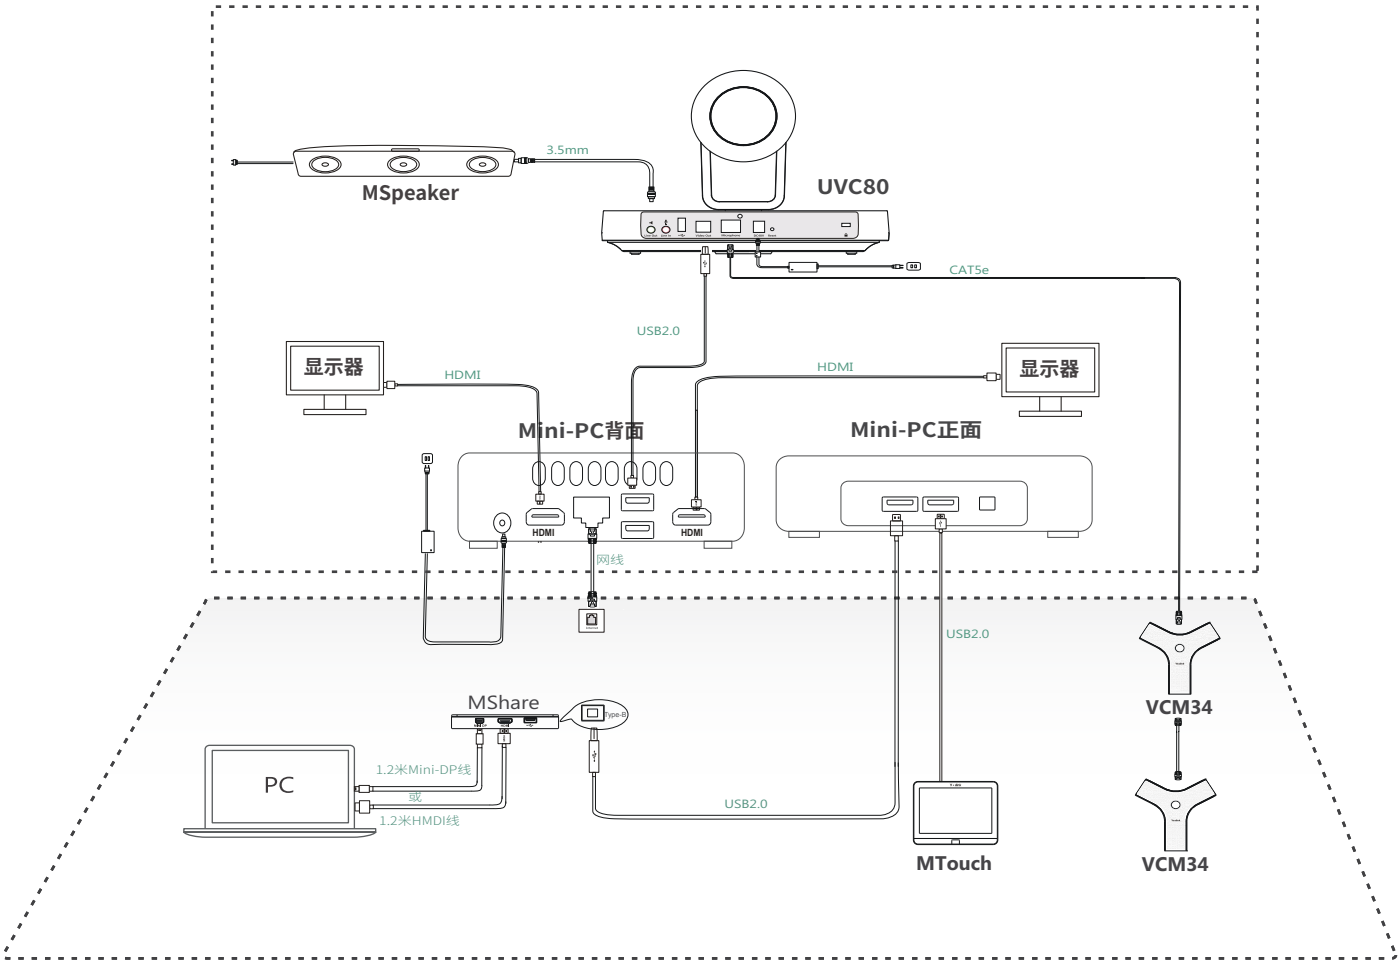 3.5mm
MSpeaker
UVC80
CAT5e
USB2.0
显示器
HDMI
HDMI
显示器
Mini-PC背面
Mini-PC正面
HDMI
HDMI
网线
USB2.0
MShare
Type-B
VCM34
PC
1.2米Mini-DP线
或
1.2米HMDI线
USB2.0
MTouch
VCM34